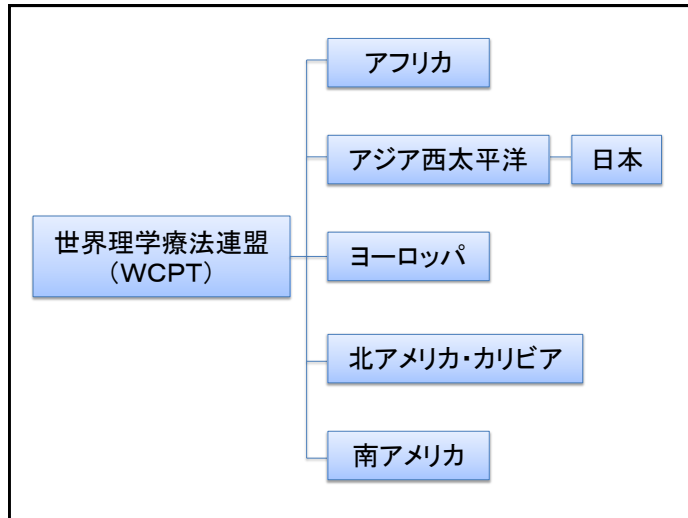 アフリカ
アジア西太平洋
日本
世界理学療法連盟
（WCPT）
ヨーロッパ
北アメリカ・カリビア
南アメリカ